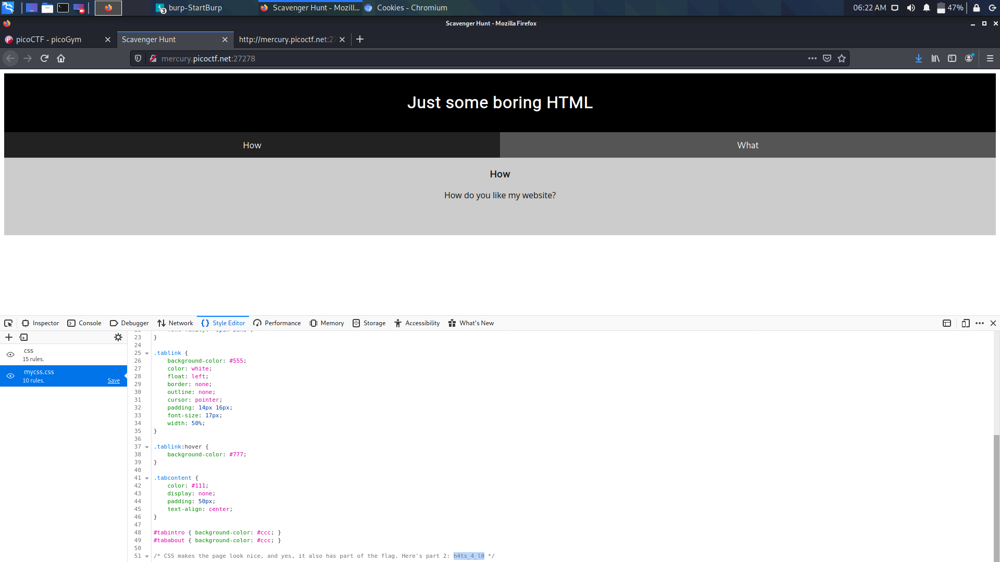 burp-StartBurp
Scavenger Hunt - Mozill...
Cookies - Chromium
06:22 AM
47%
Scavenger Hunt - Mozilla Firefox
picoCTF - picoGym
Scavenger Hunt
http://mercury.picoctf.net:27
mercury.picoctf.net:27278
Just some boring HTML
How
What
How
How do you like my website?
Inspector
Console
Debugger
Network
Style Editor
Performance
Memory
Storage
Accessibility
What's New
css
15 rules.
mycss.css
10 rules.
Save
23 }
24
25 .tablink {
26 background-color: #555;
27 color: white;
28 float: left;
29 border: none;
30 outline: none;
31 cursor: pointer;
32 padding: 14px 16px;
33 font-size: 17px;
34 width: 50%;
35 }
36
37 .tablink:hover {
38 background-color: #777;
39 }
40
41 .tabcontent {
42 color: #111;
43 display: none;
44 padding: 50px;
45 text-align: center;
46 }
47
48 #tabintro { background-color: #ccc; }
49 #tababout { background-color: #ccc; }
50
51 /* CSS makes the page look nice, and yes, it also has part of the flag. Here's part 2: h4ts_4_l0 */